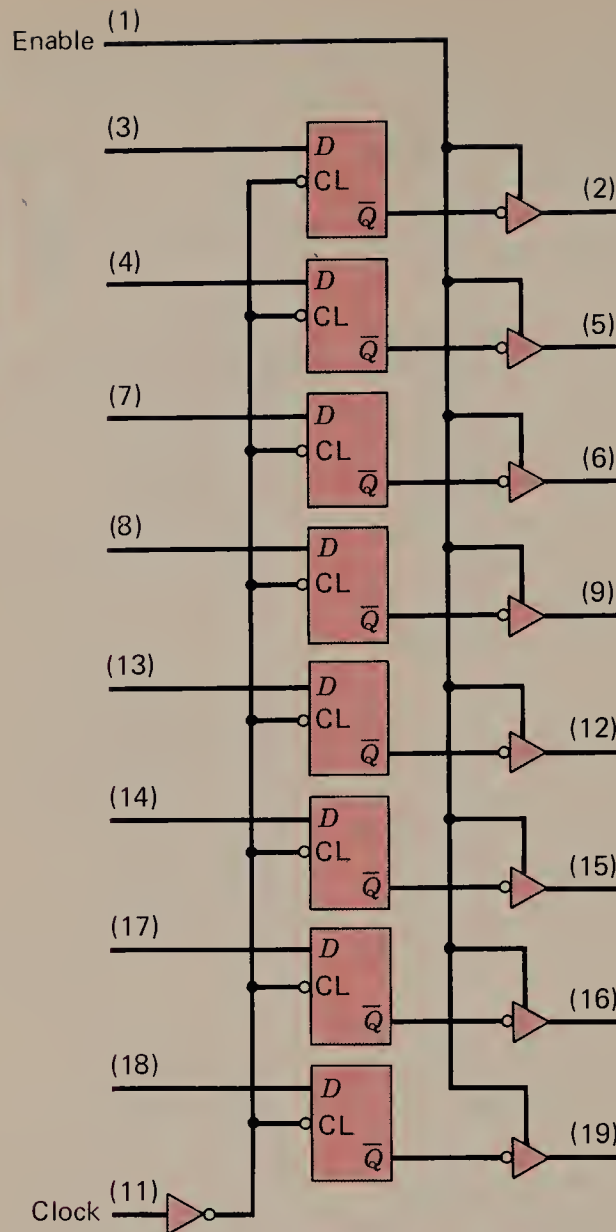 (1)
Enable
(3)
D
CL
Q̅
(2)
(4)
D
CL
Q̅
(5)
(7)
D
CL
Q̅
(6)
(8)
D
CL
Q̅
(9)
(13)
D
CL
Q̅
(12)
(14)
D
CL
Q̅
(15)
(17)
D
CL
Q̅
(16)
(18)
D
CL
Q̅
(19)
(11)
Clock